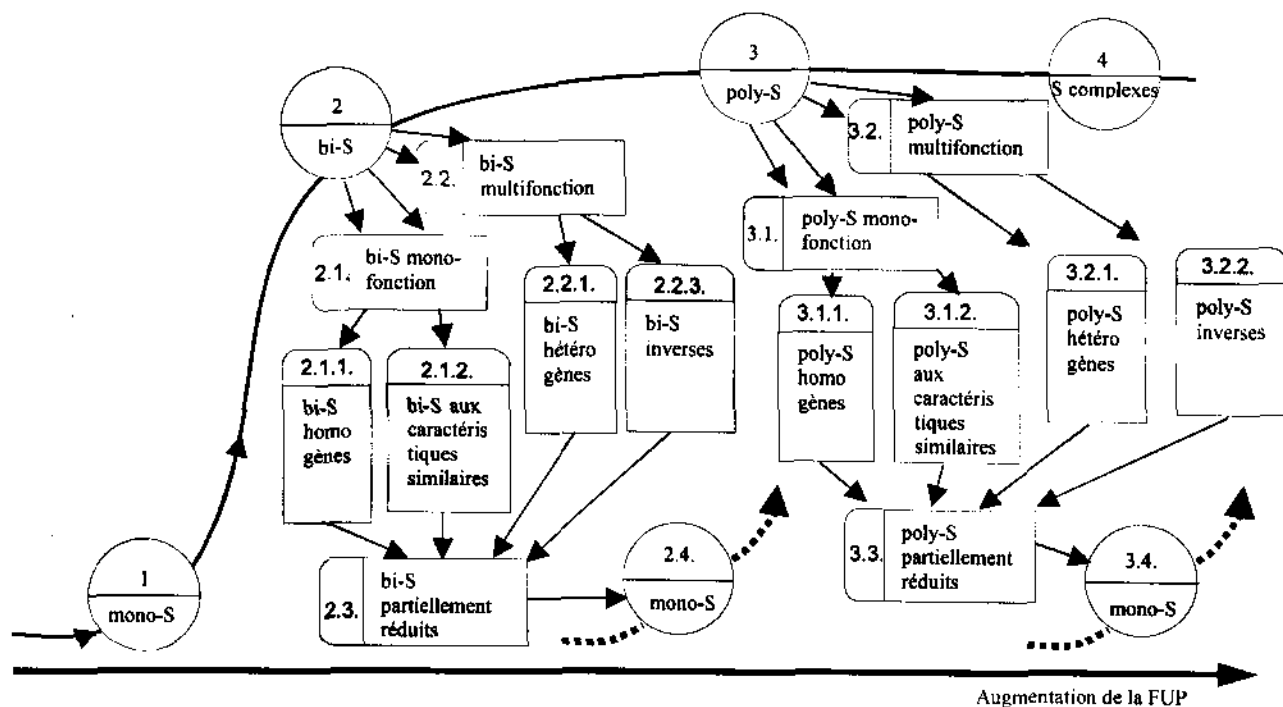 1
mono-S
2
bi-S
2.1.
bi-S mono-
fonction
2.2.
bi-S
multifonction
2.1.1.
bi-S
homo
gènes
2.1.2.
bi-S aux
caractéris
tiques
similaires
2.2.1.
bi-S
hétéro
gènes
2.2.3.
bi-S
inverses
2.3.
bi-S
partiellement
réduits
2.4.
mono-S
3
poly-S
3.1.
poly-S mono-
fonction
3.2.
poly-S
multifonction
3.1.1.
poly-S
homo
gènes
3.1.2.
poly-S
aux
caractéris
tiques
similaires
3.2.1.
poly-S
hétéro
gènes
3.2.2.
poly-S
inverses
3.3.
poly-S
partiellement
réduits
3.4.
mono-S
4
S complexes
Augmentation de la FUP